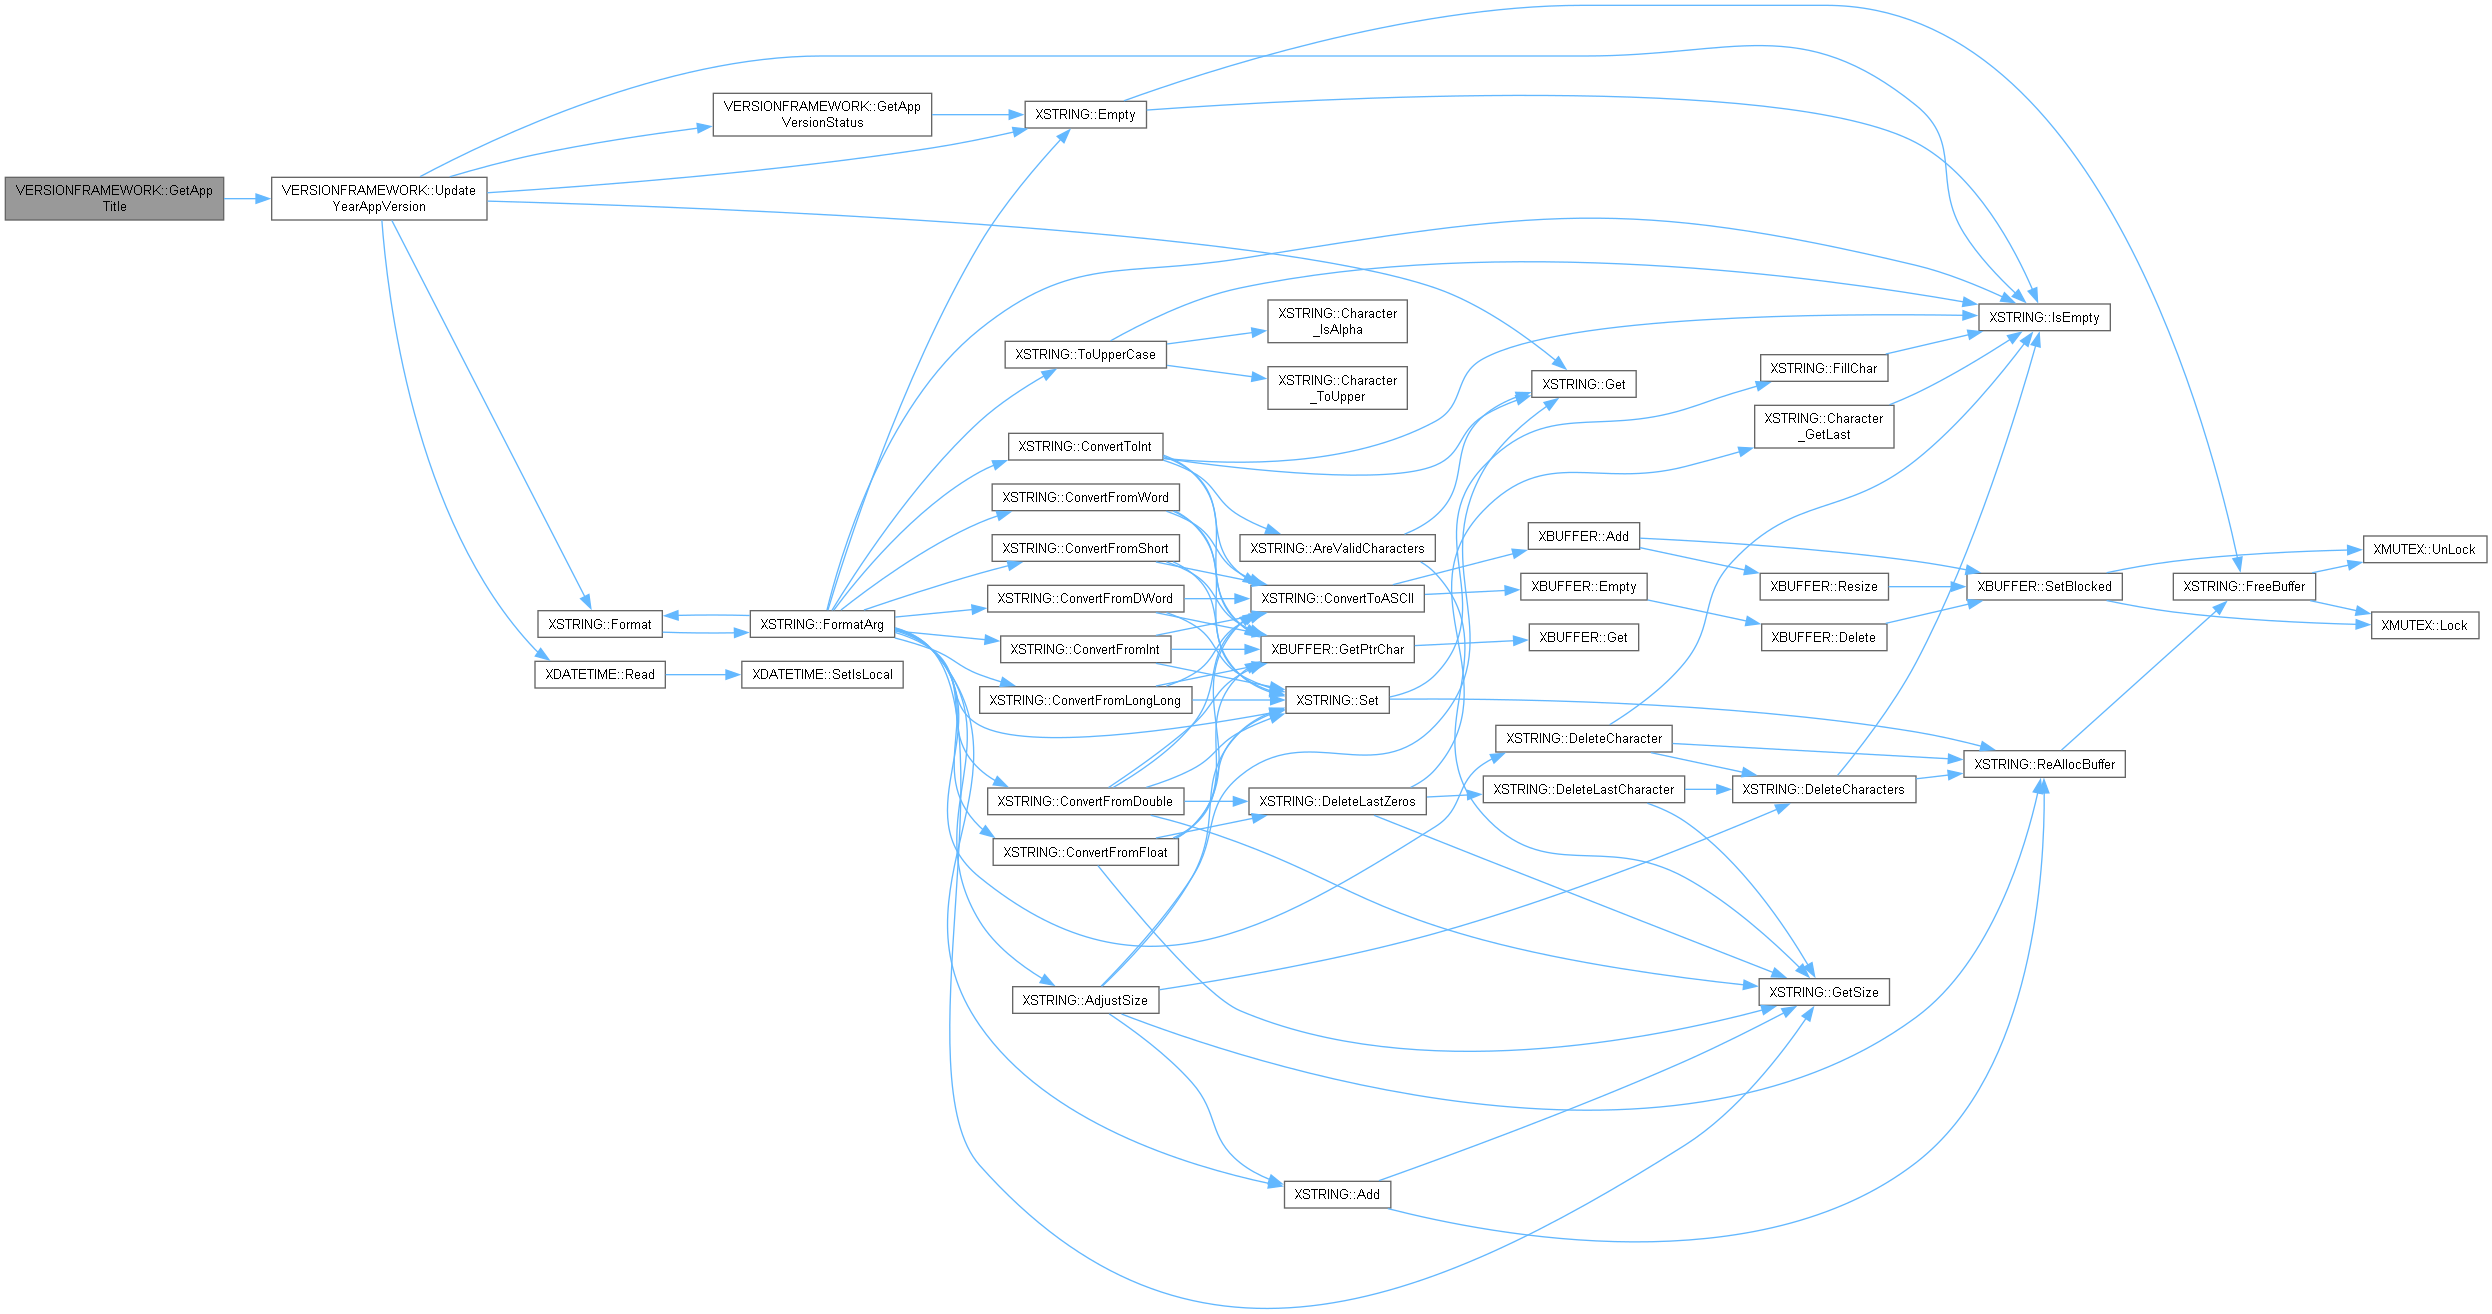 VERSIONFRAMEWORK::GetApp
Title
VERSIONFRAMEWORK::Update
YearAppVersion
VERSIONFRAMEWORK::GetApp
VersionStatus
XSTRING::Format
XDATETIME::Read
XSTRING::FormatArg
XDATETIME::SetIsLocal
XSTRING::Empty
XSTRING::ToUpperCase
XSTRING::ConvertToInt
XSTRING::ConvertFromWord
XSTRING::ConvertFromShort
XSTRING::ConvertFromDWord
XSTRING::ConvertFromInt
XSTRING::ConvertFromLongLong
XSTRING::ConvertFromDouble
XSTRING::ConvertFromFloat
XSTRING::AdjustSize
XSTRING::Character
_IsAlpha
XSTRING::Character
_ToUpper
XSTRING::AreValidCharacters
XSTRING::ConvertToASCII
XBUFFER::GetPtrChar
XSTRING::Set
XSTRING::DeleteLastZeros
XSTRING::Add
XSTRING::Get
XBUFFER::Add
XBUFFER::Empty
XBUFFER::Get
XSTRING::DeleteCharacter
XSTRING::DeleteLastCharacter
XSTRING::FillChar
XSTRING::Character
_GetLast
XBUFFER::Resize
XBUFFER::Delete
XSTRING::DeleteCharacters
XSTRING::GetSize
XSTRING::IsEmpty
XBUFFER::SetBlocked
XSTRING::ReAllocBuffer
XSTRING::FreeBuffer
XMUTEX::UnLock
XMUTEX::Lock